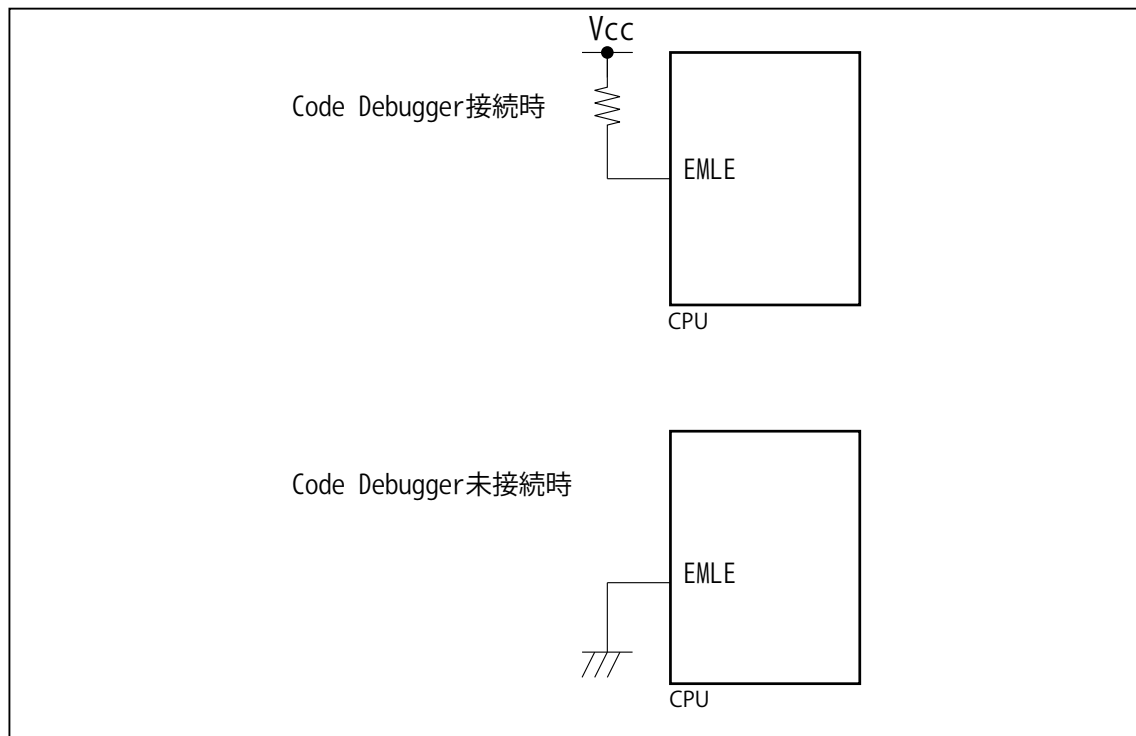 Vcc
Code Debugger接続時
EMLE
CPU
Code Debugger未接続時
EMLE
CPU